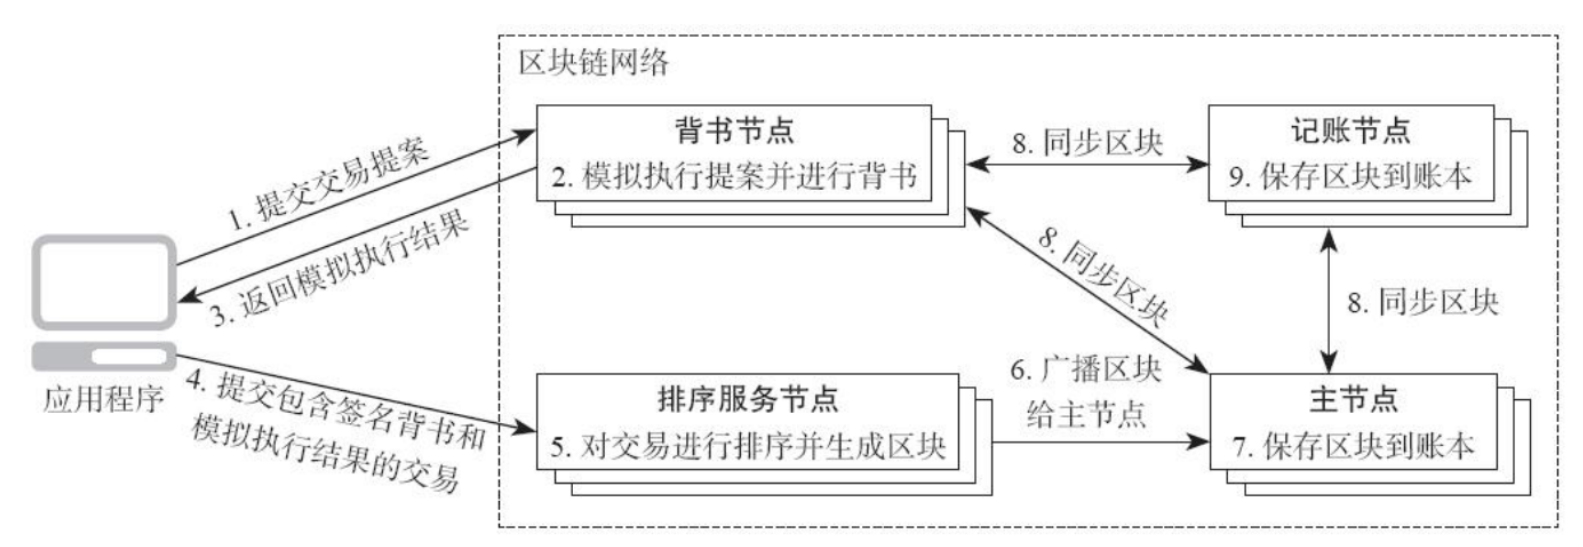 区块链网络
背书节点
2. 模拟执行提案并进行背书
8. 同步区块
记账节点
9. 保存区块到账本
1. 提交交易提案
3. 返回模拟执行结果
8. 同步区块
8. 同步区块
应用程序
4. 提交包含签名背书和
模拟执行结果的交易
排序服务节点
5. 对交易进行排序并生成区块
6. 广播区块
给主节点
主节点
7. 保存区块到账本